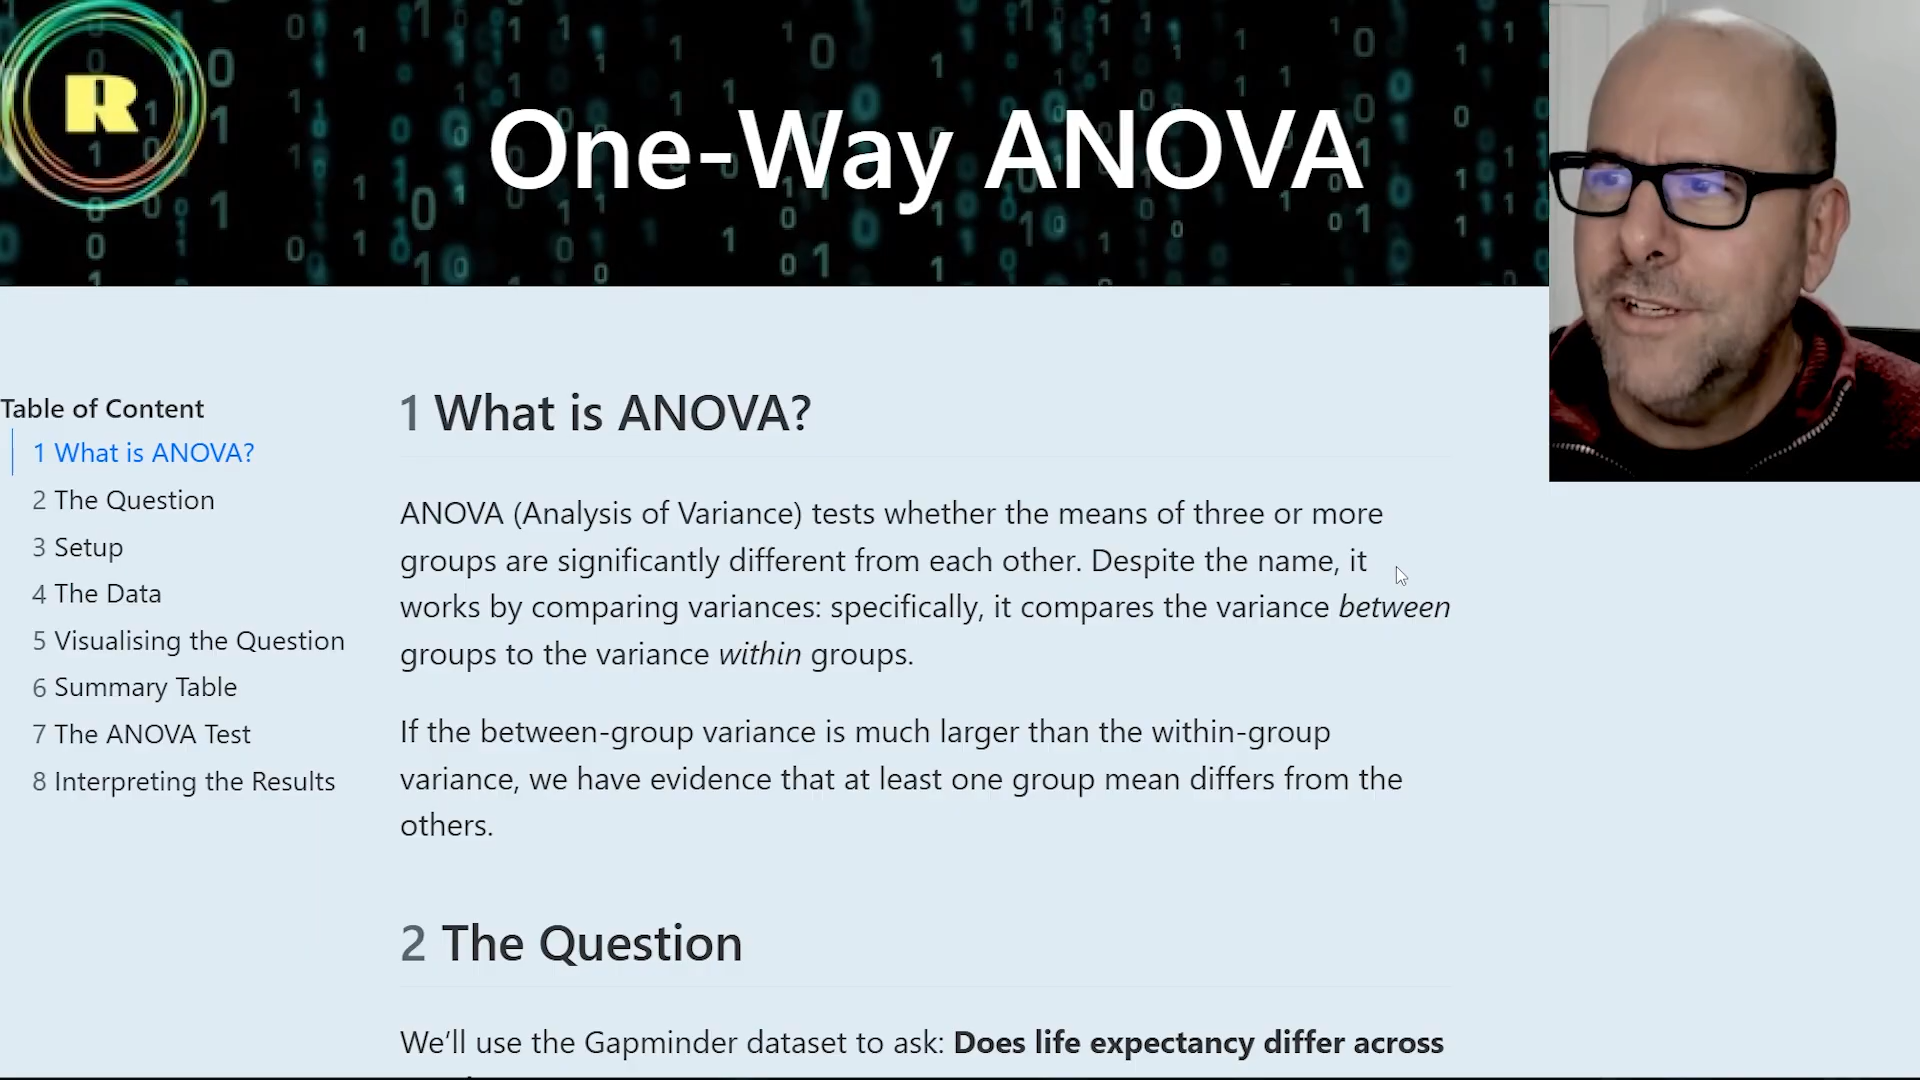 R
One-Way ANOVA
Table of Content
1 What is ANOVA?
2 The Question
3 Setup
4 The Data
5 Visualising the Question
6 Summary Table
7 The ANOVA Test
8 Interpreting the Results
1 What is ANOVA?
ANOVA (Analysis of Variance) tests whether the means of three or more
groups are significantly different from each other. Despite the name, it
works by comparing variances: specifically, it compares the variance between
groups to the variance within groups.
If the between-group variance is much larger than the within-group
variance, we have evidence that at least one group mean differs from the
others.
2 The Question
We’ll use the Gapminder dataset to ask: Does life expectancy differ across